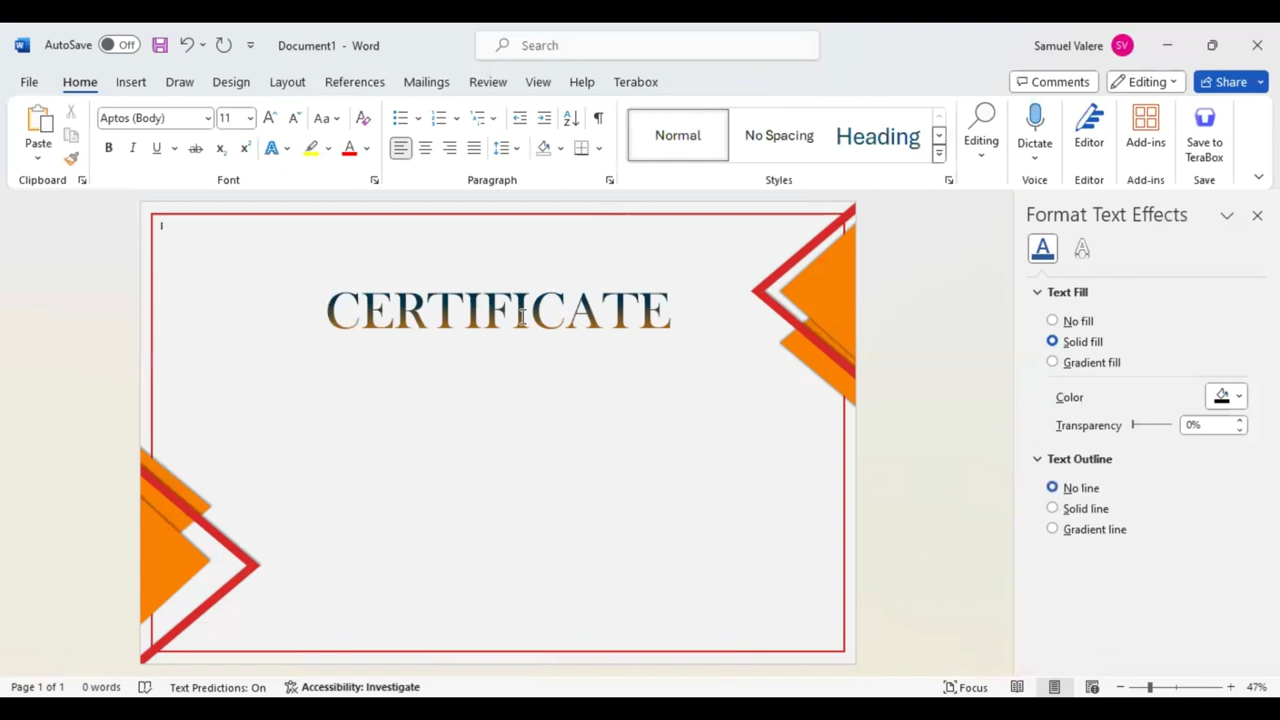 AutoSave Off Document1 - Word Search Samuel Valere SV
File Home Insert Draw Design Layout References Mailings Review View Help Terabox Comments Editing Share
Aptos (Body) 11 Aa Normal No Spacing Heading
Paste Editing Dictate Editor Add-ins Save to
TeraBox
Clipboard Font Paragraph Styles Voice Editor Add-ins Save
Format Text Effects
Text Fill
No fill
Solid fill
Gradient fill
Color
Transparency 0%
Text Outline
No line
Solid line
Gradient line
CERTIFICATE
Page 1 of 1 0 words Text Predictions: On Accessibility: Investigate Focus 47%